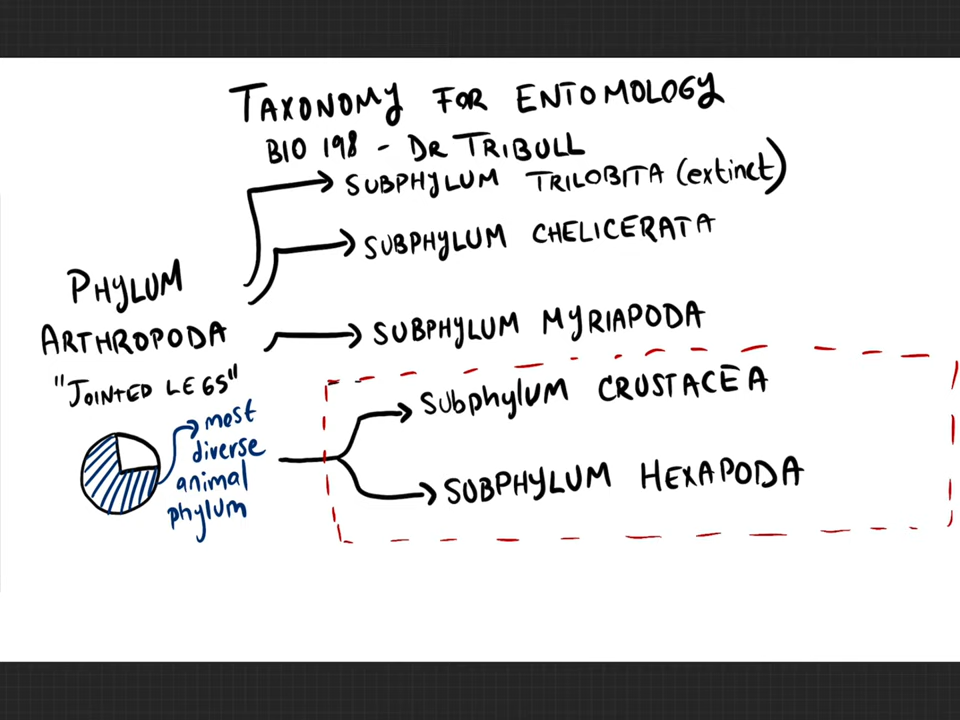 TAXONOMY FOR ENTOMOLOGY
BIO 198 - DR TRIBULL
SUBPHYLUM TRILOBITA (extinct)
SUBPHYLUM CHELICERATA
PHYLUM
ARTHROPODA
"JOINTED LEGS"
SUBPHYLUM MYRIAPODA
Subphylum CRUSTACEA
SUBPHYLUM HEXAPODA
most
diverse
animal
phylum